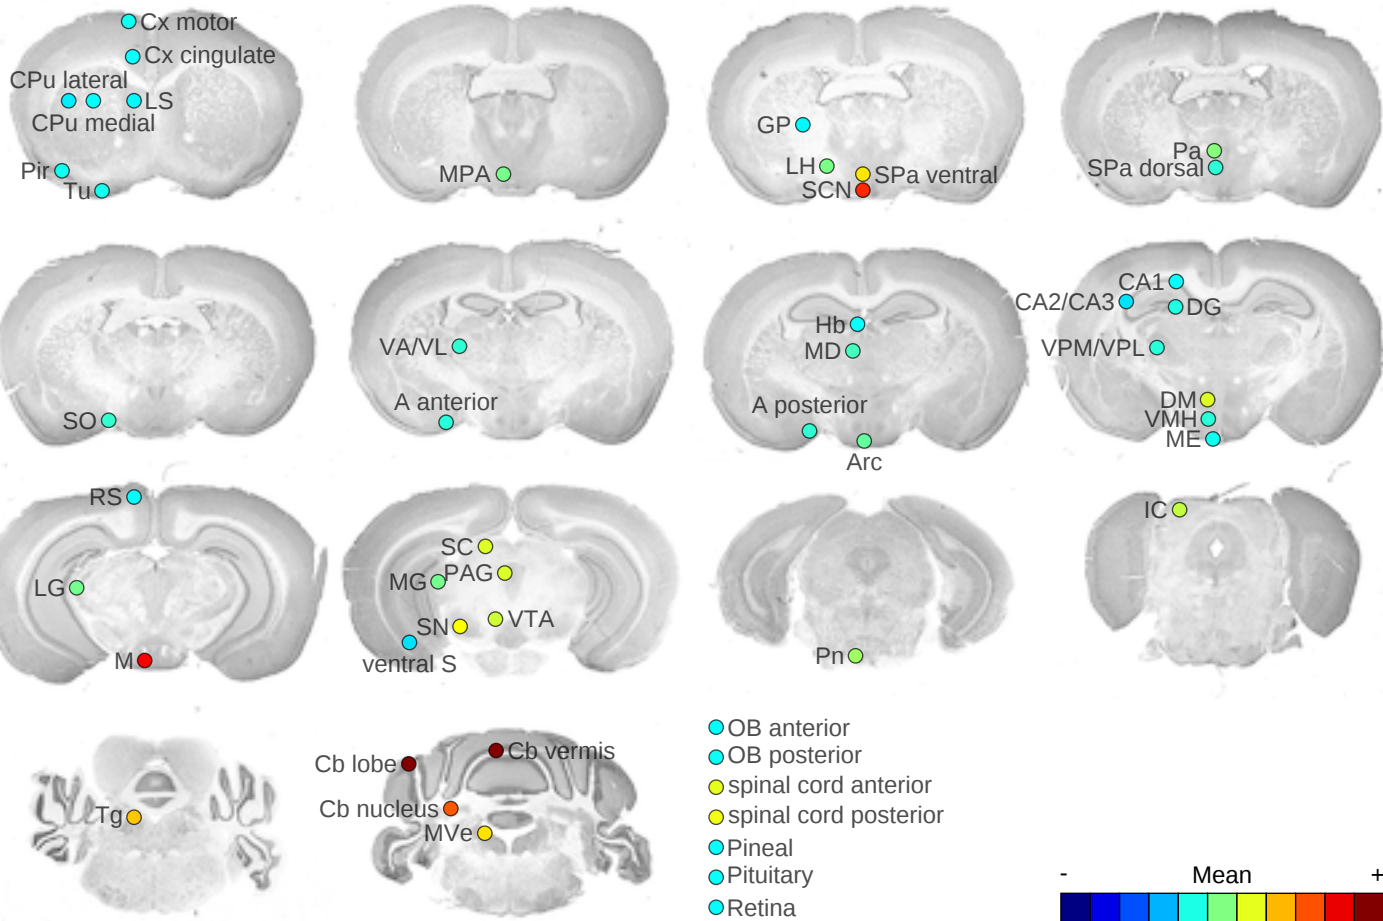 Cx motor
Cx cingulate
CPu lateral
LS
CPu medial
Pir
Tu
MPA
GP
LH
SPa ventral
SCN
Pa
SPa dorsal
SO
VA/VL
A anterior
Hb
MD
A posterior
Arc
CA1
CA2/CA3
DG
VPM/VPL
DM
VMH
ME
RS
LG
M
SC
MG
PAG
SN
VTA
ventral S
Pn
IC
Tg
Cb lobe
Cb vermis
Cb nucleus
MVe
OB anterior
OB posterior
spinal cord anterior
spinal cord posterior
Pineal
Pituitary
Retina
- Mean +